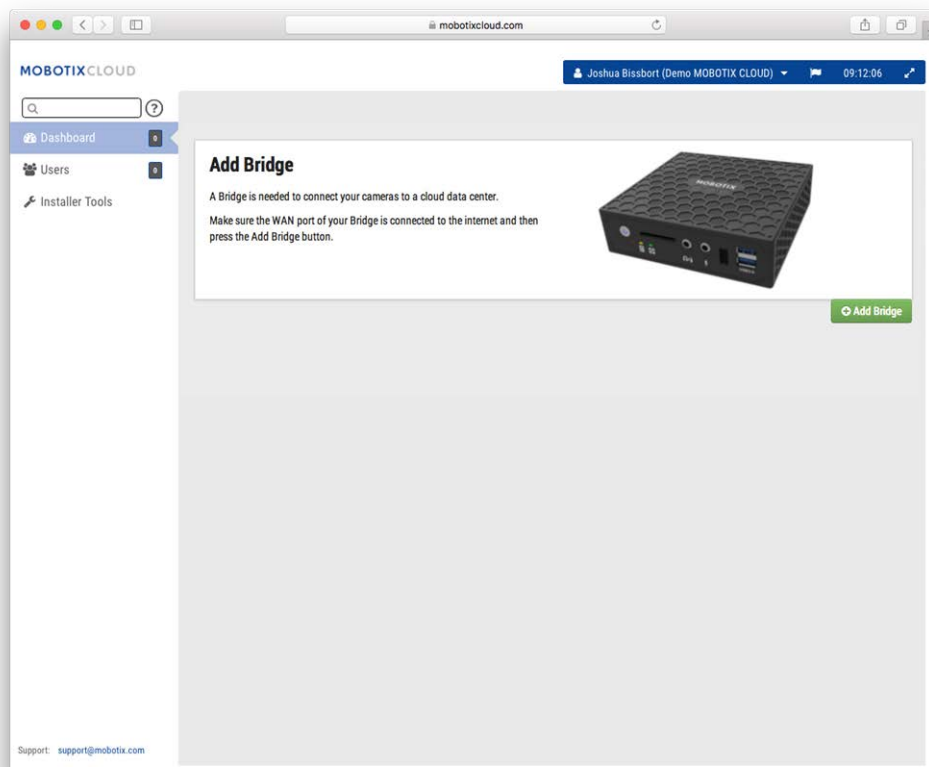 mobotixcloud.com
MOBOTIXCLOUD
Joshua Bissbort (Demo MOBOTIX CLOUD)
09:12:06
?
Dashboard
0
Users
0
Installer Tools
Add Bridge
A Bridge is needed to connect your cameras to a cloud data center.
Make sure the WAN port of your Bridge is connected to the internet and then
press the Add Bridge button.
MOBOTIX
Add Bridge
Support: support@mobotix.com